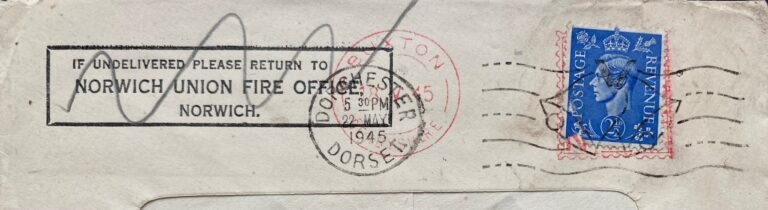 IF UNDELIVERED PLEASE RETURN TO
NORWICH UNION FIRE OFFICE,
NORWICH.
DORCHESTER
5 30 PM
22 MAY
1945
DORSET
POSTAGE
REVENUE
2½D